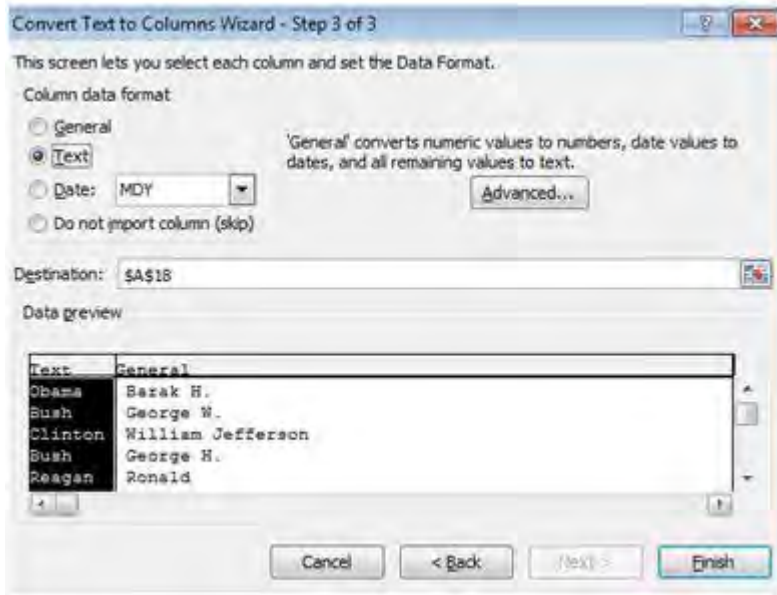 Convert Text to Columns Wizard - Step 3 of 3
This screen lets you select each column and set the Data Format.
Column data format
General
Text
Date: MDY
Do not import column (skip)
'General' converts numeric values to numbers, date values to
dates, and all remaining values to text.
Advanced...
Destination: $A$18
Data preview
Text General
Obama Barak H.
Bush George W.
Clinton William Jefferson
Bush George H.
Reagan Ronald
Cancel < Back Next > Finish